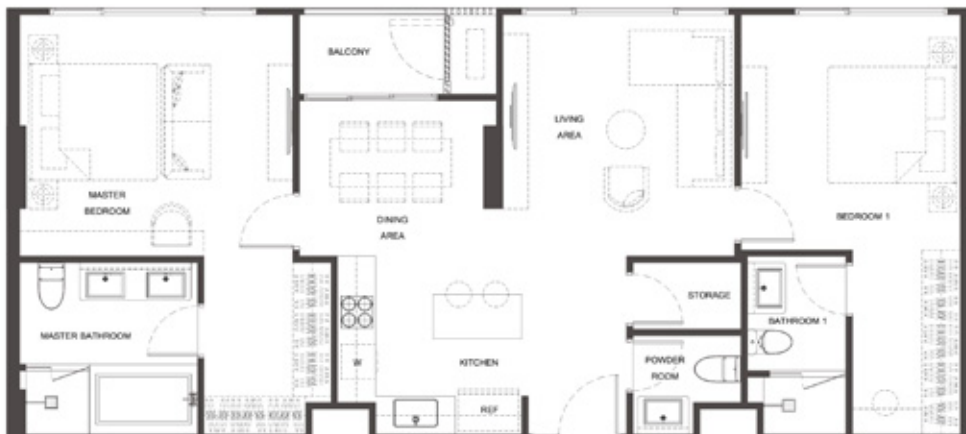 BALCONY
LIVING
AREA
MASTER
BEDROOM
DINING
AREA
BEDROOM 1
STORAGE
MASTER BATHROOM
BATHROOM 1
KITCHEN
POWDER
ROOM
W
REF